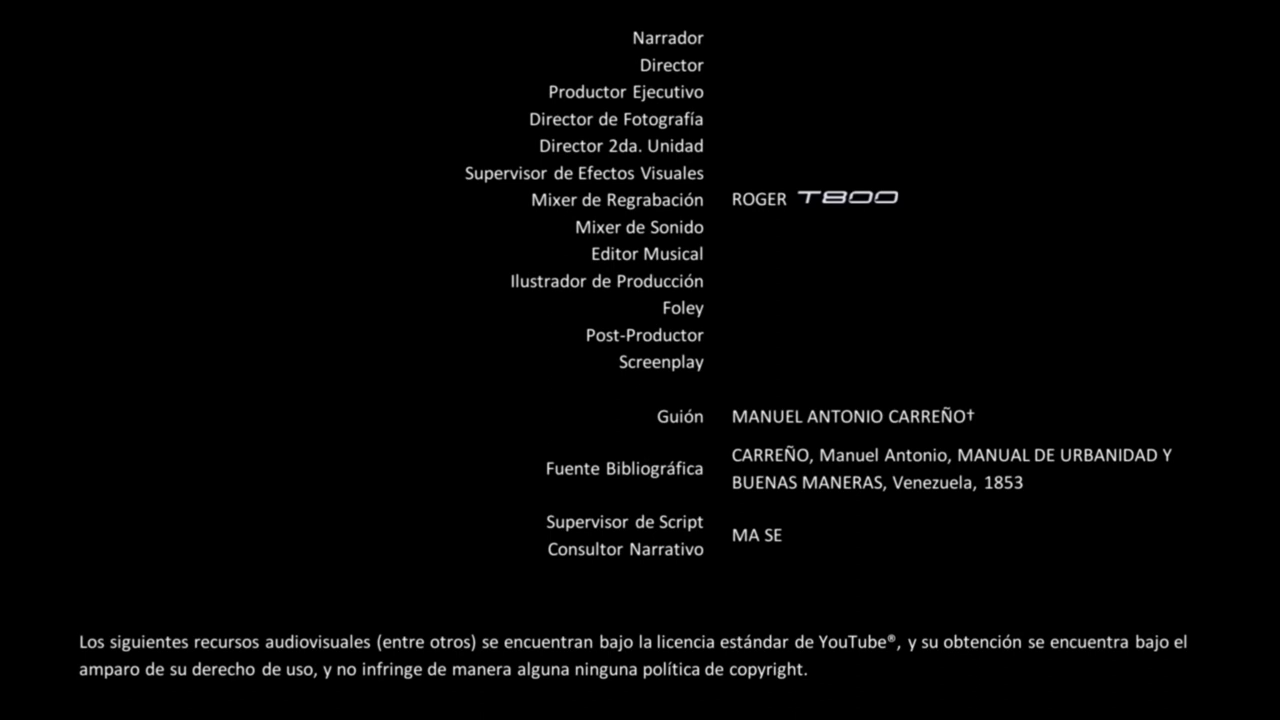 Narrador
Director
Productor Ejecutivo
Director de Fotografía
Director 2da. Unidad
Supervisor de Efectos Visuales
Mixer de Regrabación ROGER T800
Mixer de Sonido
Editor Musical
Ilustrador de Producción
Foley
Post-Productor
Screenplay
Guión MANUEL ANTONIO CARREÑO†
Fuente Bibliográfica CARREÑO, Manuel Antonio, MANUAL DE URBANIDAD Y
BUENAS MANERAS, Venezuela, 1853
Supervisor de Script
Consultor Narrativo MA SE
Los siguientes recursos audiovisuales (entre otros) se encuentran bajo la licencia estándar de YouTube®, y su obtención se encuentra bajo el
amparo de su derecho de uso, y no infringe de manera alguna ninguna política de copyright.